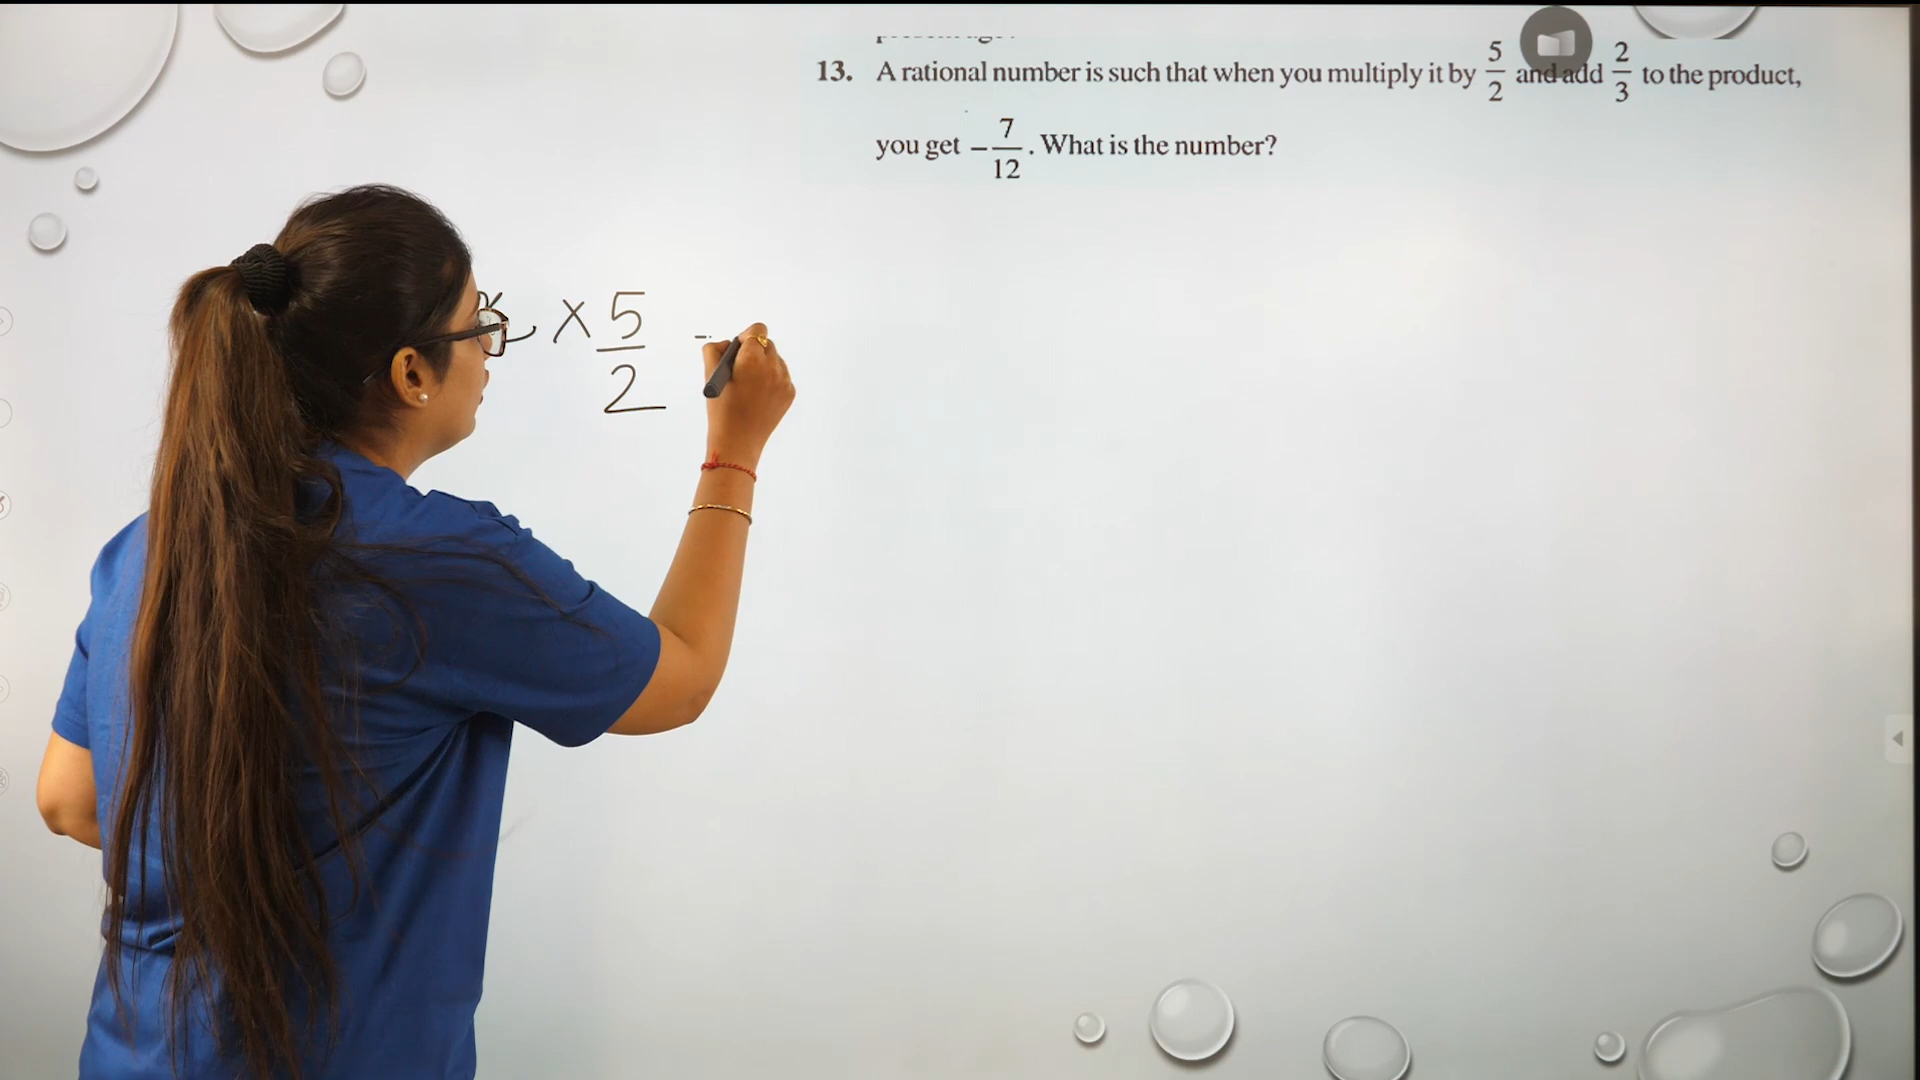 13. A rational number is such that when you multiply it by 5/2 and add 2/3 to the product,
you get -7/12. What is the number?
x × 5/2